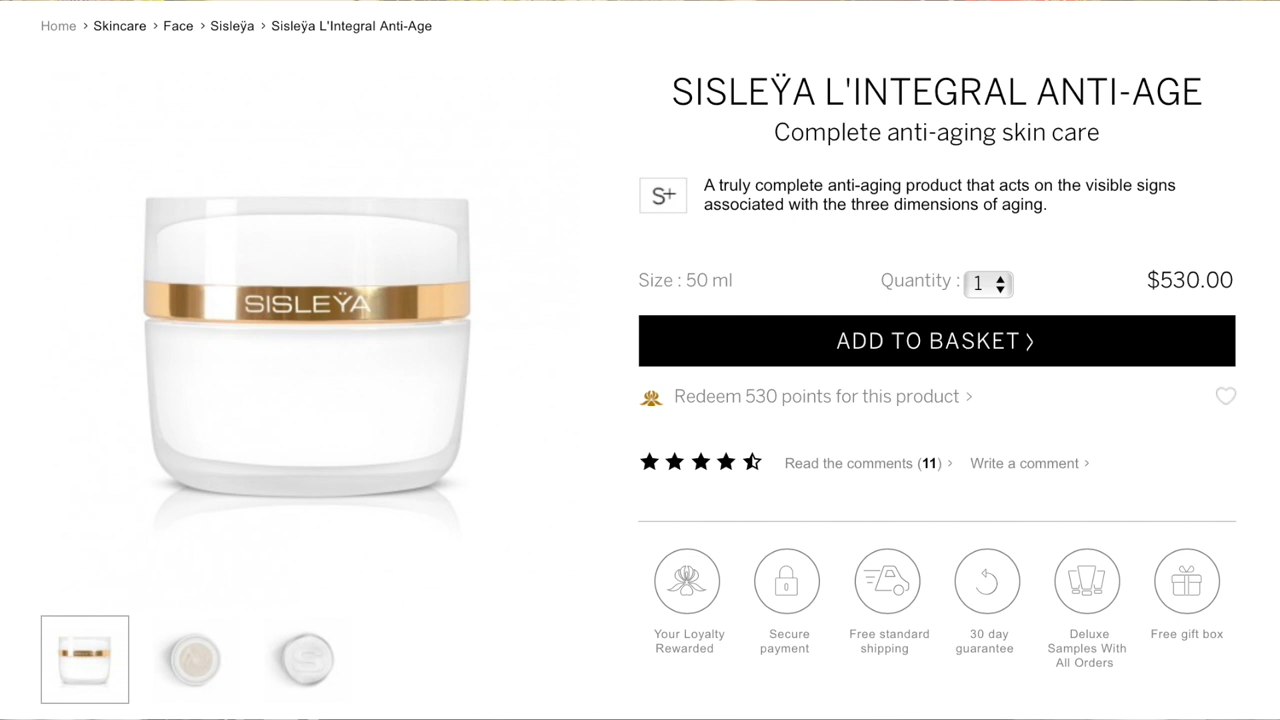 Home > Skincare > Face > Sisleÿa > Sisleÿa L'Integral Anti-Age
SISLEŸA L'INTEGRAL ANTI-AGE
Complete anti-aging skin care
S+
A truly complete anti-aging product that acts on the visible signs
associated with the three dimensions of aging.
SISLEŸA
Size : 50 ml
Quantity : 1
$530.00
ADD TO BASKET >
Redeem 530 points for this product >
Read the comments (11) >
Write a comment >
Your Loyalty
Rewarded
Secure
payment
Free standard
shipping
30 day
guarantee
Deluxe
Samples With
All Orders
Free gift box